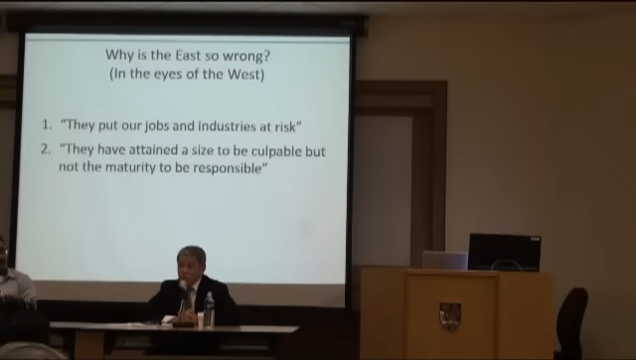 Why is the East so wrong?
(In the eyes of the West)
1. "They put our jobs and industries at risk"
2. "They have attained a size to be culpable but
not the maturity to be responsible"